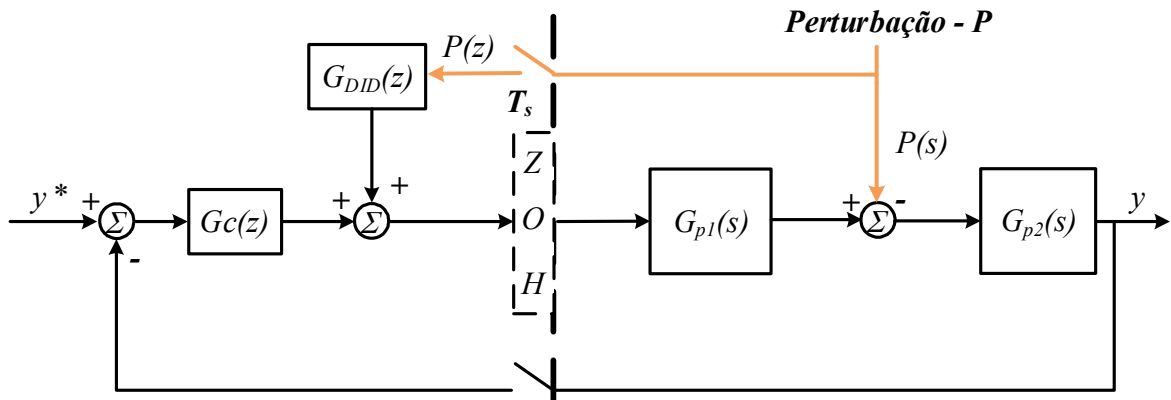 Perturbação - P
P(z)
G_DID(z)
T_s
P(s)
Z
O
H
y* + Σ - Gc(z) + + Σ G_p1(s) + Σ - G_p2(s) y